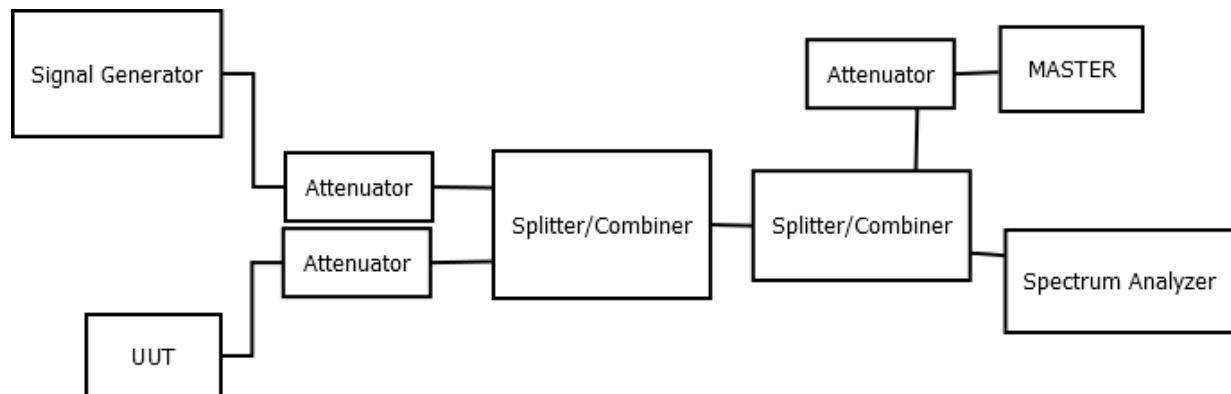 Signal Generator
Attenuator
MASTER
Attenuator
Splitter/Combiner
Splitter/Combiner
Attenuator
Spectrum Analyzer
UUT